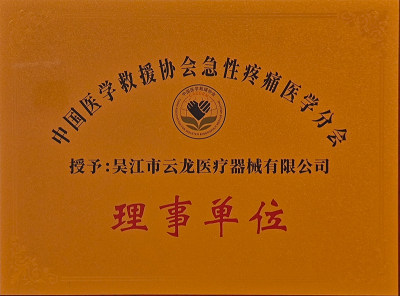 中国医学救援协会急性疼痛医学分会
授予:吴江市云龙医疗器械有限公司
理事单位